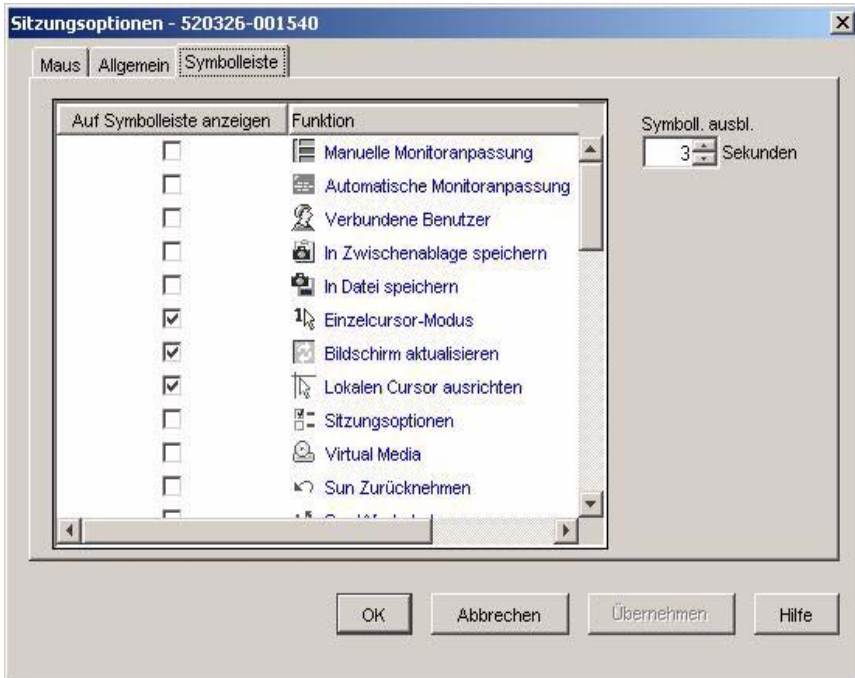 Sitzungsoptionen - 520326-001540
Maus
Allgemein
Symbolleiste
Auf Symbolleiste anzeigen
Funktion
Manuelle Monitoranpassung
Automatische Monitoranpassung
Verbundene Benutzer
In Zwischenablage speichern
In Datei speichern
Einzelcursor-Modus
Bildschirm aktualisieren
Lokalen Cursor ausrichten
Sitzungsoptionen
Virtual Media
Sun Zurücknehmen
Symboll. ausbl.
3 Sekunden
OK
Abbrechen
Übernehmen
Hilfe